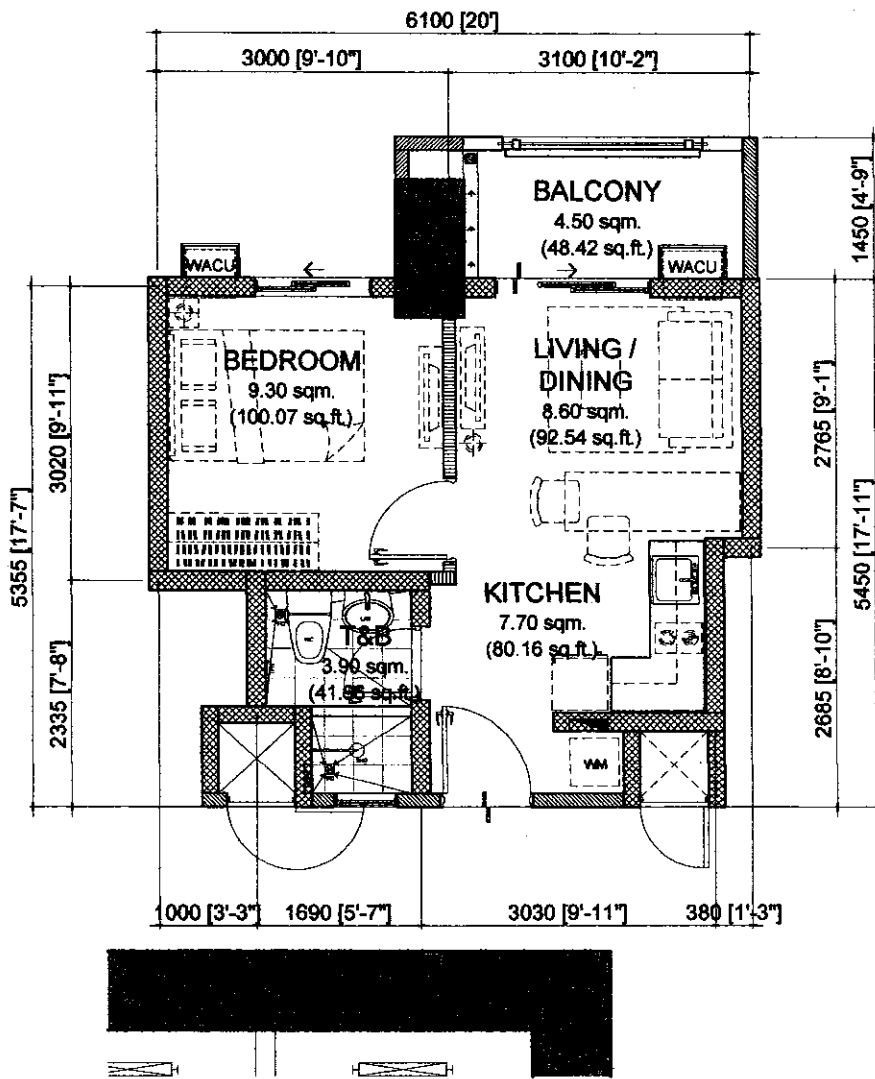 6100 [20']
3000 [9'-10"]
3100 [10'-2"]
1450 [4'-9"]
BALCONY
4.50 sqm.
(48.42 sq.ft.)
WACU
WACU
BEDROOM
9.30 sqm.
(100.07 sq.ft.)
LIVING /
DINING
8.60 sqm.
(92.54 sq.ft.)
5355 [17'-7"]
3020 [9'-11"]
2765 [9'-1"]
5450 [17'-11"]
KITCHEN
7.70 sqm.
(80.16 sq.ft.)
T&B
3.90 sqm.
(41.96 sq.ft.)
2335 [7'-8"]
2685 [8'-10"]
WM
1000 [3'-3"]
1690 [5'-7"]
3030 [9'-11"]
380 [1'-3"]